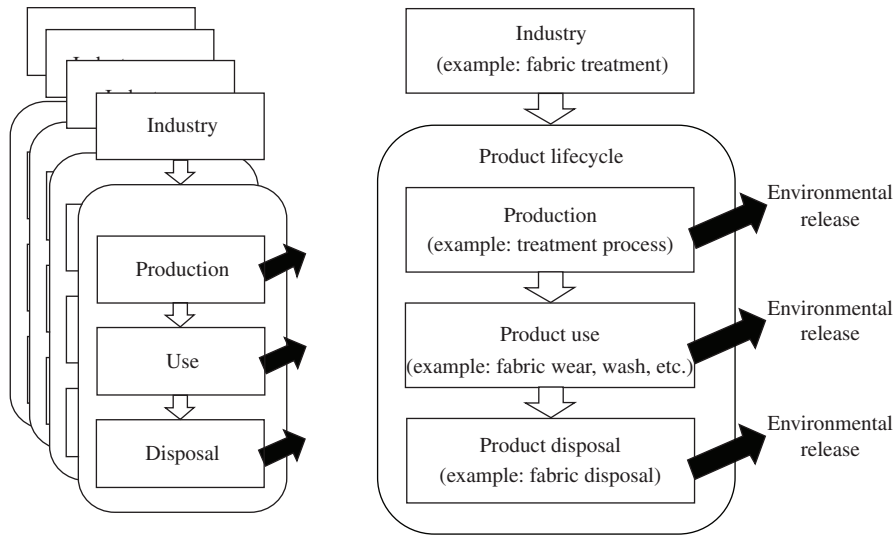 Industry
Production
Use
Disposal
Industry
(example: fabric treatment)
Product lifecycle
Production
(example: treatment process)
Product use
(example: fabric wear, wash, etc.)
Product disposal
(example: fabric disposal)
Environmental
release
Environmental
release
Environmental
release